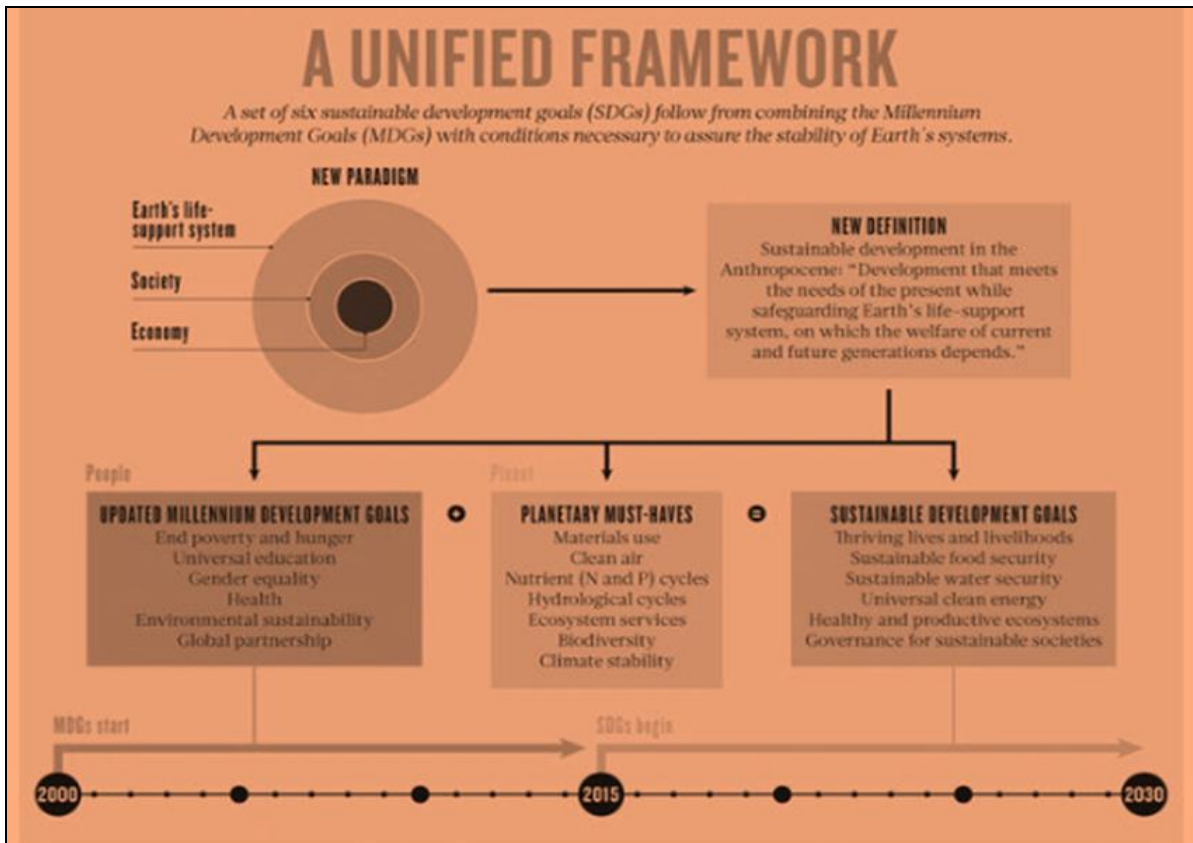 A UNIFIED FRAMEWORK
A set of six sustainable development goals (SDGs) follow from combining the Millennium
Development Goals (MDGs) with conditions necessary to assure the stability of Earth's systems.
NEW PARADIGM
Earth's life-
support system
Society
Economy
NEW DEFINITION
Sustainable development in the
Anthropocene: “Development that meets
the needs of the present while
safeguarding Earth's life-support
system, on which the welfare of current
and future generations depends.”
People
UPDATED MILLENNIUM DEVELOPMENT GOALS
End poverty and hunger
Universal education
Gender equality
Health
Environmental sustainability
Global partnership
+
Planet
PLANETARY MUST-HAVES
Materials use
Clean air
Nutrient (N and P) cycles
Hydrological cycles
Ecosystem services
Biodiversity
Climate stability
=
SUSTAINABLE DEVELOPMENT GOALS
Thriving lives and livelihoods
Sustainable food security
Sustainable water security
Universal clean energy
Healthy and productive ecosystems
Governance for sustainable societies
MDGs start
SDGs begin
2000
2015
2030